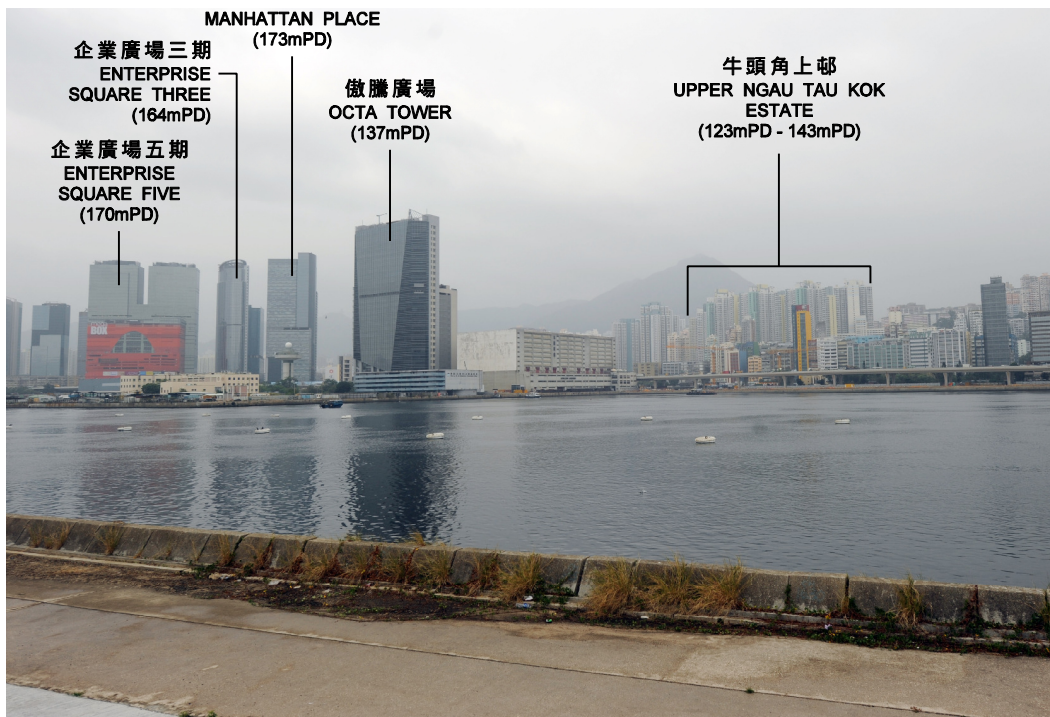 MANHATTAN PLACE
(173mPD)
企業廣場三期
ENTERPRISE
SQUARE THREE
(164mPD)
傲騰廣場
OCTA TOWER
(137mPD)
牛頭角上邨
UPPER NGAU TAU KOK
ESTATE
(123mPD - 143mPD)
企業廣場五期
ENTERPRISE
SQUARE FIVE
(170mPD)
BOX